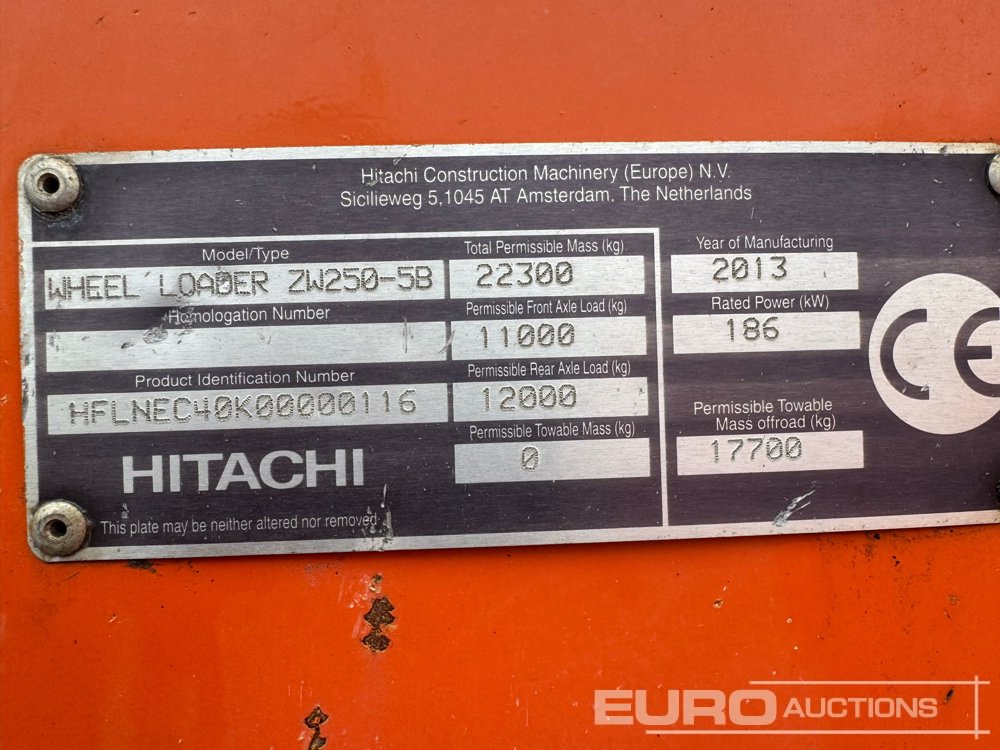 Hitachi Construction Machinery (Europe) N.V.
Sicilieweg 5,1045 AT Amsterdam. The Netherlands
Model/Type
WHEEL LOADER ZW250-5B
Homologation Number
Product Identification Number
HFLNEC40K00000116
HITACHI
This plate may be neither altered nor removed
Total Permissible Mass (kg)
22300
Permissible Front Axle Load (kg)
11000
Permissible Rear Axle Load (kg)
12000
Permissible Towable Mass (kg)
0
Year of Manufacturing
2013
Rated Power (kW)
186
Permissible Towable
Mass offroad (kg)
17700
CE
EURO AUCTIONS